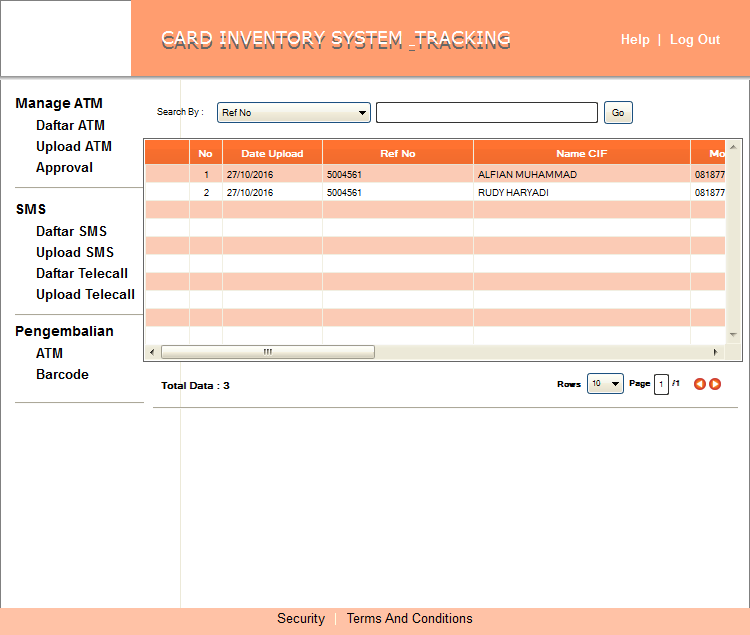 CARD INVENTORY SYSTEM _TRACKING
Help | Log Out
Manage ATM
Daftar ATM
Upload ATM
Approval
SMS
Daftar SMS
Upload SMS
Daftar Telecall
Upload Telecall
Pengembalian
ATM
Barcode
Search By : Ref No Go
No Date Upload Ref No Name CIF Mo
1 27/10/2016 5004561 ALFIAN MUHAMMAD 081877
2 27/10/2016 5004561 RUDY HARYADI 081877
Total Data : 3 Rows 10 Page 1 /1
Security | Terms And Conditions